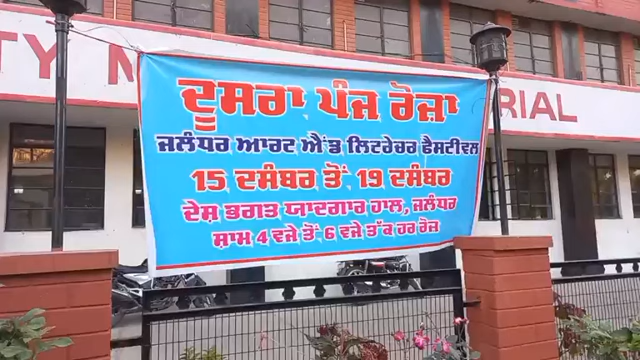 TY M
RIAL
ਦੂਸਰਾ ਪੰਜ ਰੋਜ਼ਾ
ਜਲੰਧਰ ਆਰਟ ਐਂਡ ਲਿਟਰੇਚਰ ਫੈਸਟੀਵਲ
15 ਦਸੰਬਰ ਤੋਂ 19 ਦਸੰਬਰ
ਦੇਸ਼ ਭਗਤ ਯਾਦਗਾਰ ਹਾਲ, ਜਲੰਧਰ
ਸ਼ਾਮ 4 ਵਜੇ ਤੋਂ 6 ਵਜੇ ਤੱਕ ਹਰ ਰੋਜ਼